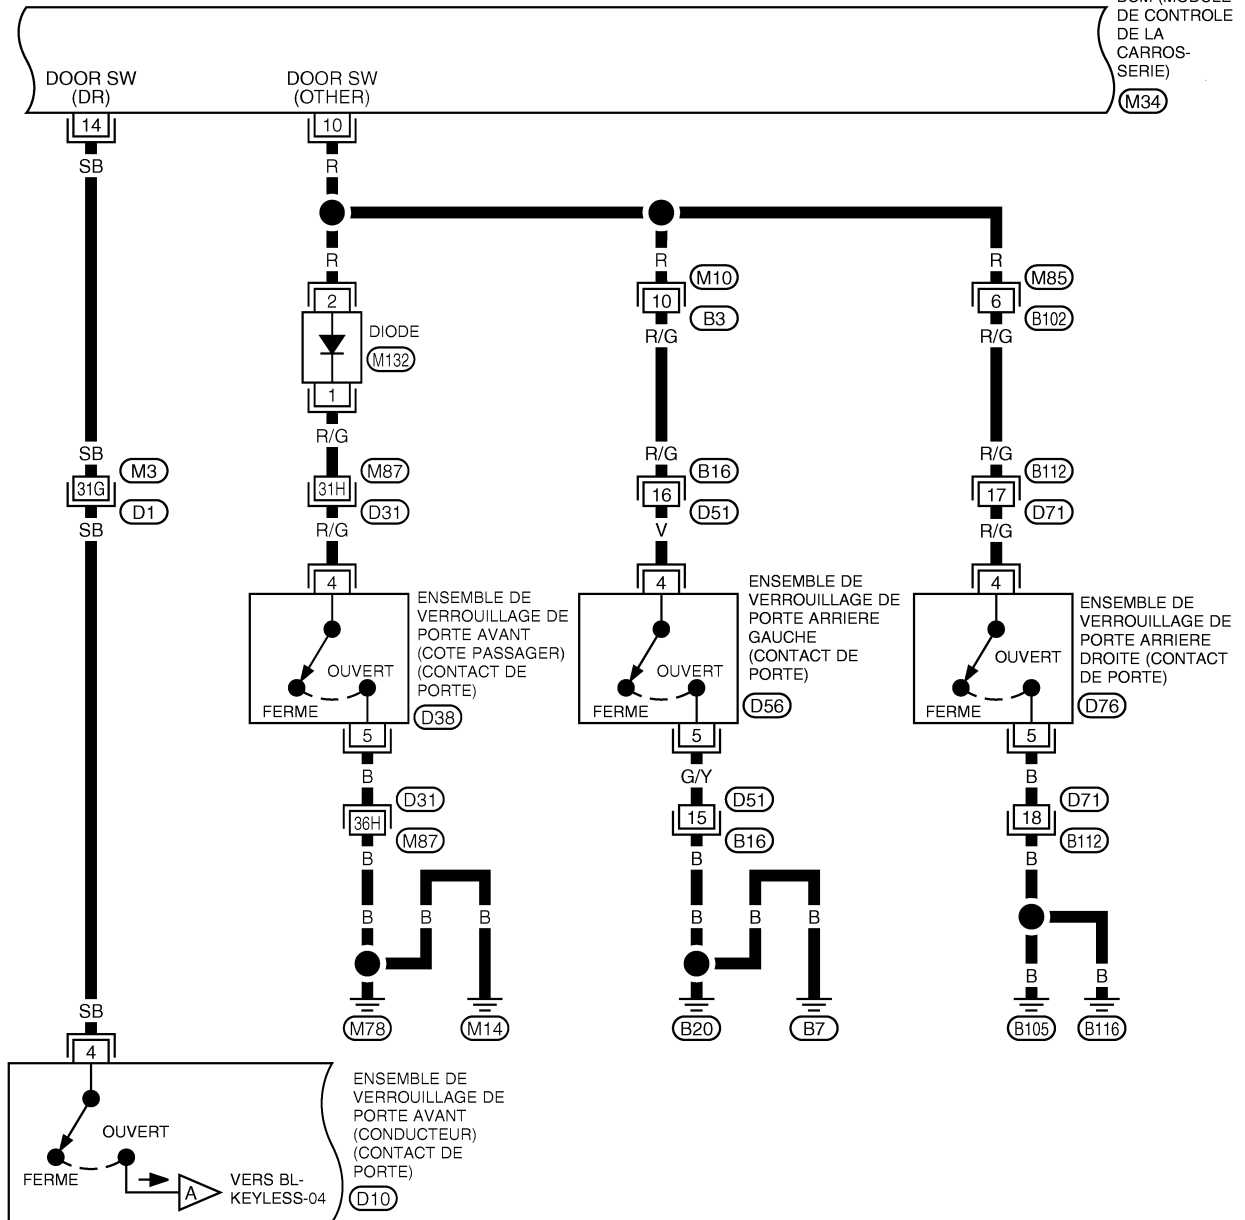 DE CONTROLE
DE LA
CARROS-
SERIE)
M34
DOOR SW
(DR)
DOOR SW
(OTHER)
14
10
SB
R
R
R
R
M10
M85
2
10
6
B3
B102
DIODE
M132
R/G
R/G
1
R/G
SB
R/G
R/G
M3
M87
B16
B112
31G
31H
16
17
D1
D31
D51
D71
SB
R/G
V
R/G
4
4
4
ENSEMBLE DE
VERROUILLAGE DE
PORTE AVANT
(COTE PASSAGER)
(CONTACT DE
PORTE)
D38
OUVERT
FERME
ENSEMBLE DE
VERROUILLAGE DE
PORTE ARRIERE
GAUCHE
(CONTACT DE
PORTE)
D56
OUVERT
FERME
ENSEMBLE DE
VERROUILLAGE DE
PORTE ARRIERE
DROITE (CONTACT
DE PORTE)
D76
OUVERT
FERME
5
5
5
B
G/Y
B
D31
D51
D71
36H
15
18
M87
B16
B112
B
B
B
B
B
B
B
B
B
B
B
M78
M14
B20
B7
B105
B116
SB
4
ENSEMBLE DE
VERROUILLAGE DE
PORTE AVANT
(CONDUCTEUR)
(CONTACT DE
PORTE)
D10
OUVERT
FERME
A
VERS BL-
KEYLESS-04